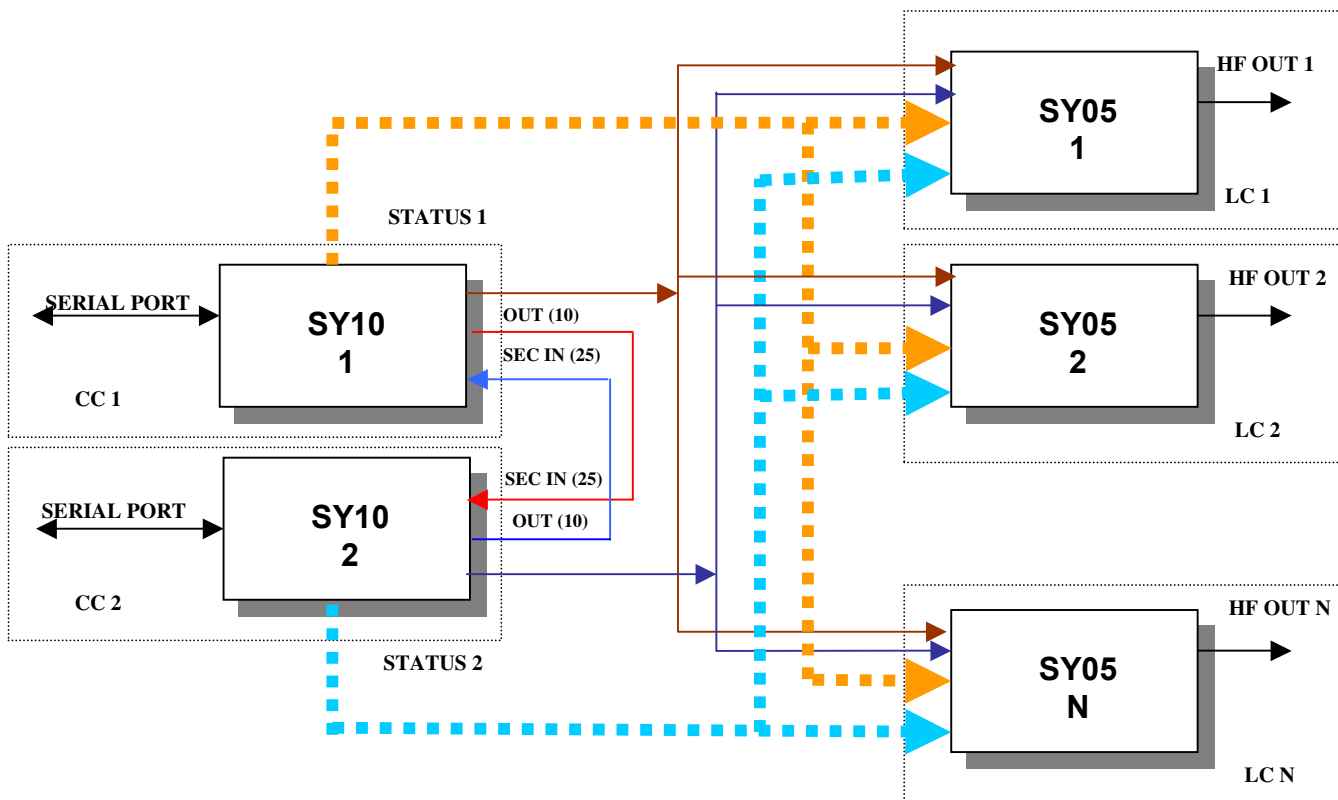 HF OUT 1
SY05
1
LC 1
STATUS 1
SERIAL PORT
SY10
1
OUT (10)
SEC IN (25)
CC 1
HF OUT 2
SY05
2
LC 2
SERIAL PORT
SY10
2
SEC IN (25)
OUT (10)
CC 2
STATUS 2
HF OUT N
SY05
N
LC N